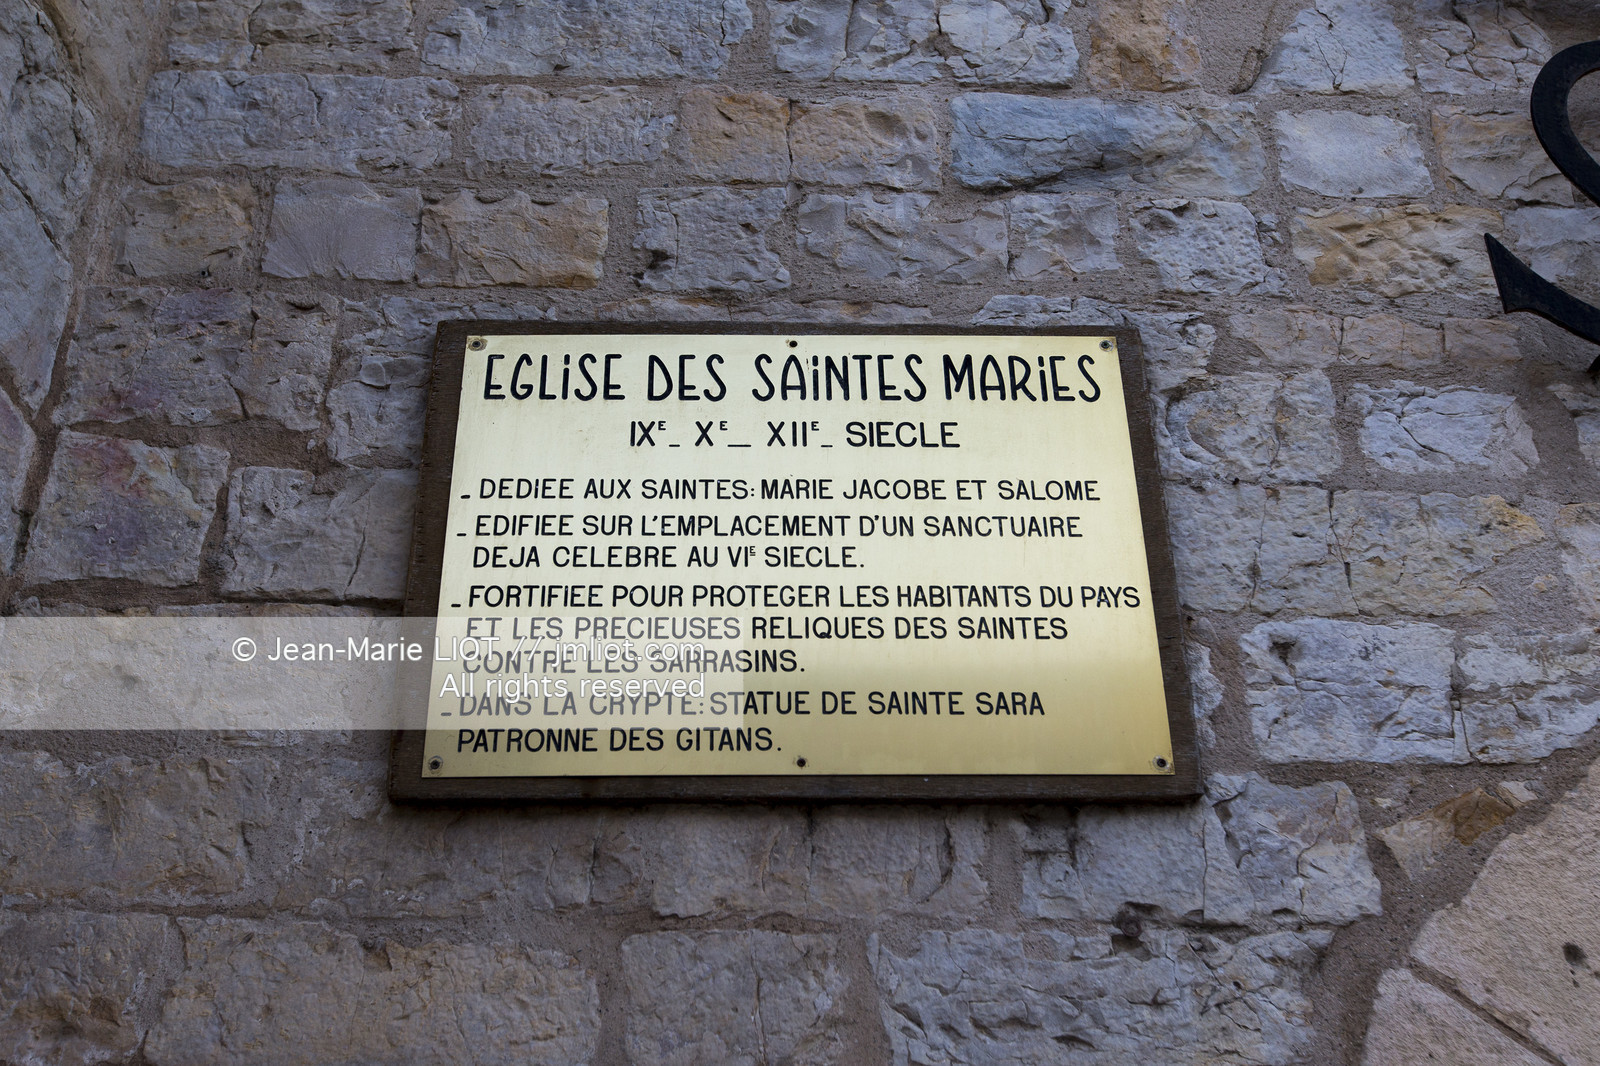 EGLiSE DES SAiNTES MARiES
IXE_ XE_ XIIE_ SIECLE
_ DEDIEE AUX SAINTES: MARIE JACOBE ET SALOME
_ EDIFIEE SUR L'EMPLACEMENT D'UN SANCTUAIRE
DEJA CELEBRE AU VIE SIECLE.
_ FORTIFIEE POUR PROTEGER LES HABITANTS DU PAYS
ET LES PRECIEUSES RELIQUES DES SAINTES
© Jean-Marie LIOT // jmliot.com
CONTRE LES SARRASINS.
All rights reserved
_ DANS LA CRYPTE: STATUE DE SAINTE SARA
PATRONNE DES GITANS.